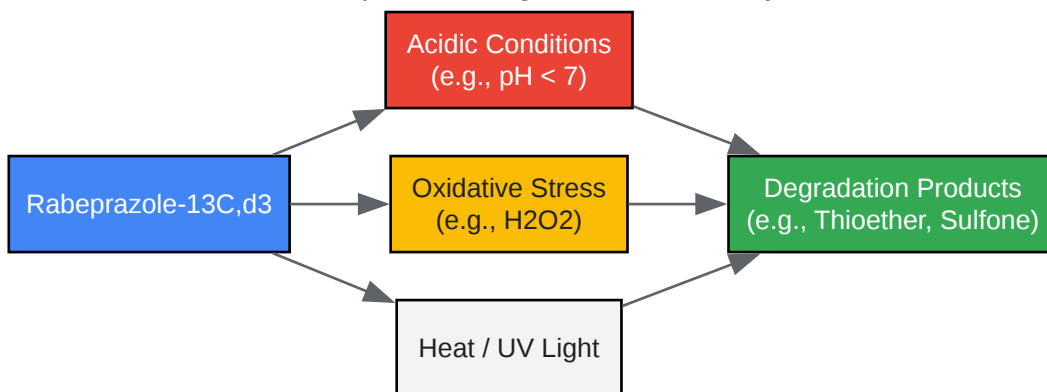 Acidic Conditions
(e.g., pH < 7)
Rabeprazole-13C,d3
Oxidative Stress
(e.g., H2O2)
Degradation Products
(e.g., Thioether, Sulfone)
Heat / UV Light